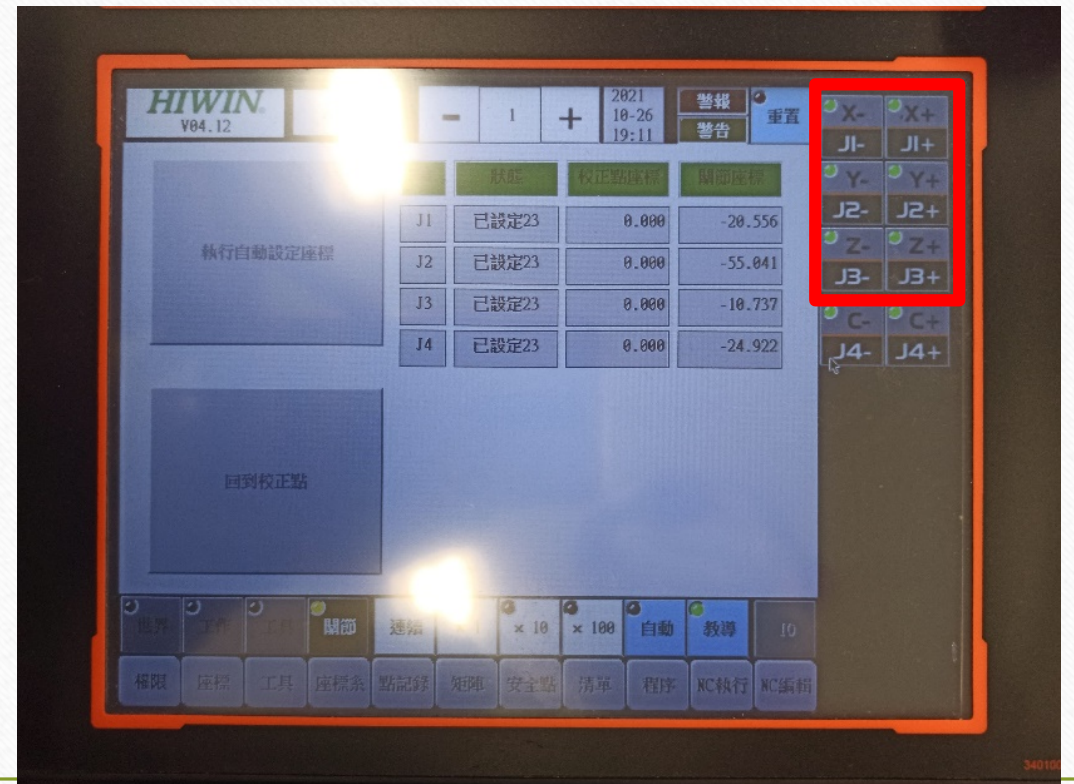 HIWIN
V04.12
- 1 +
2021
10-26
19:11
警報
警告
重置
X- X+
J1- J1+
Y- Y+
J2- J2+
Z- Z+
J3- J3+
C- C+
J4- J4+
狀態 校正點座標 關節座標
J1 已設定23 0.000 -20.556
J2 已設定23 0.000 -55.041
J3 已設定23 0.000 -10.737
J4 已設定23 0.000 -24.922
執行自動設定座標
回到校正點
世界 工作 工具 關節 連續 × 10 × 100 自動 教導 IO
權限 座標 工具 座標系 點記錄 矩陣 安全點 清單 程序 NC執行 NC編輯